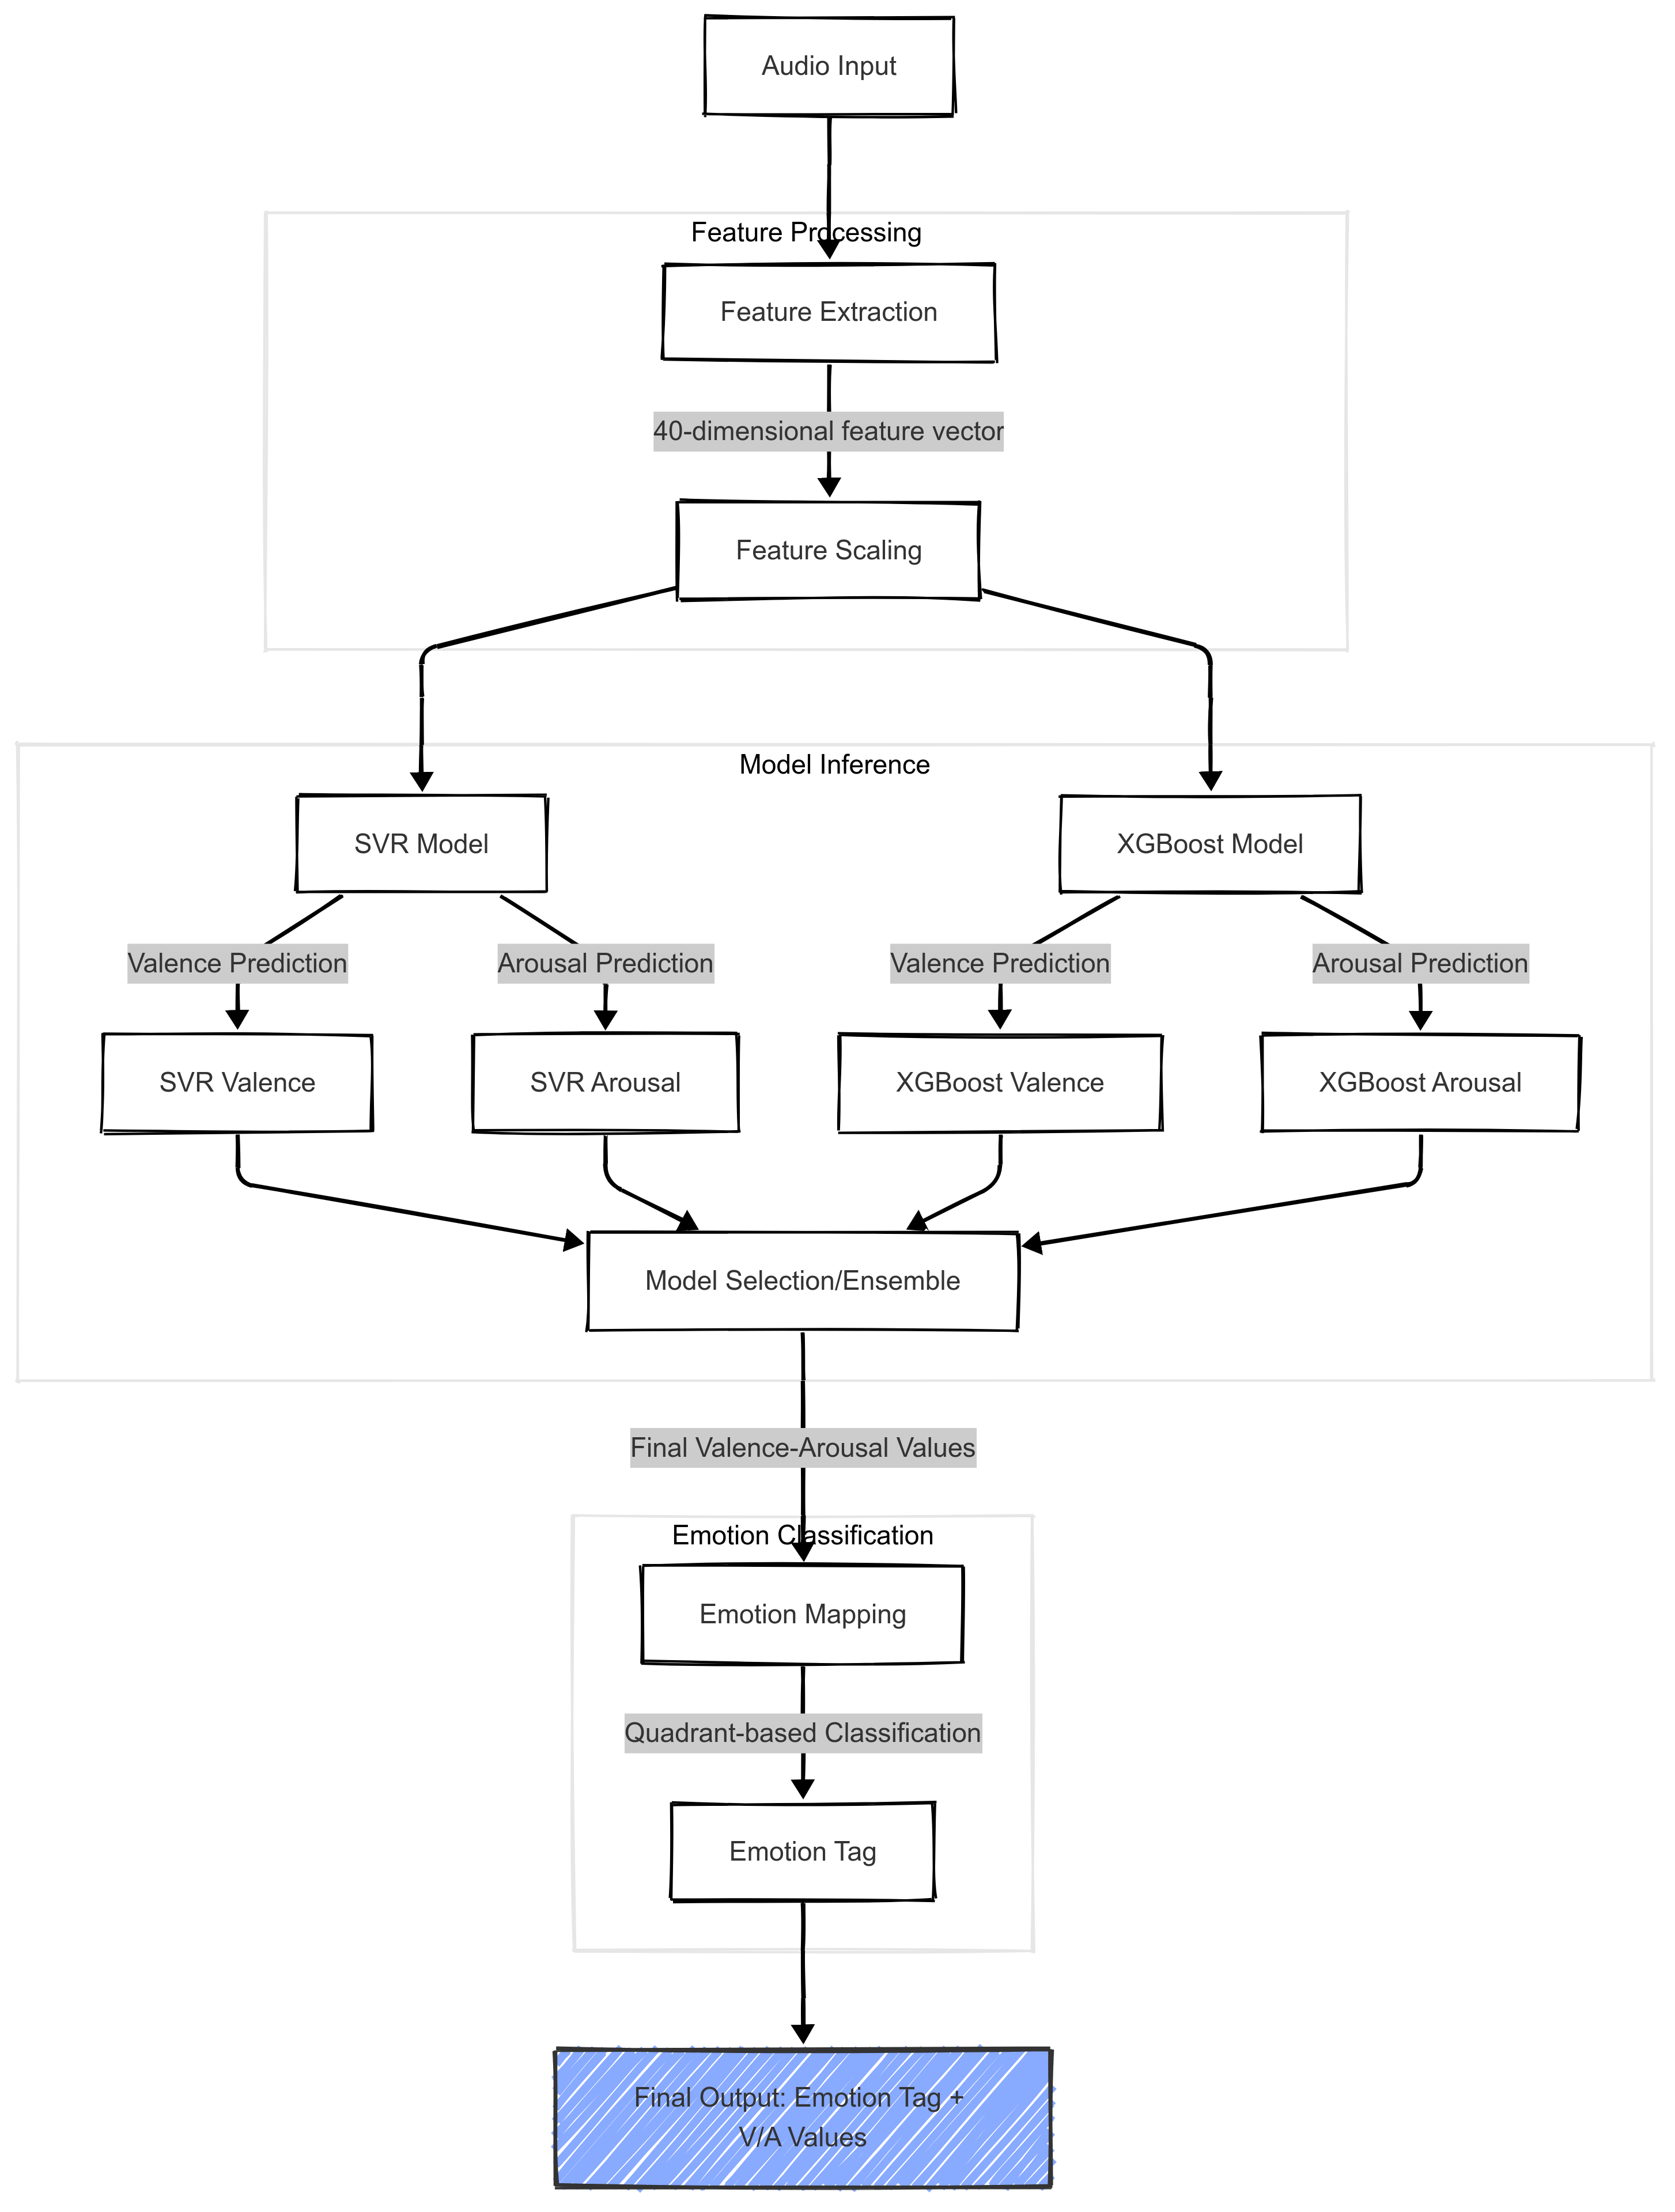 Audio Input
Feature Processing
Feature Extraction
40-dimensional feature vector
Feature Scaling
Model Inference
SVR Model
XGBoost Model
Valence Prediction
Arousal Prediction
Valence Prediction
Arousal Prediction
SVR Valence
SVR Arousal
XGBoost Valence
XGBoost Arousal
Model Selection/Ensemble
Final Valence-Arousal Values
Emotion Classification
Emotion Mapping
Quadrant-based Classification
Emotion Tag
Final Output: Emotion Tag +
V/A Values